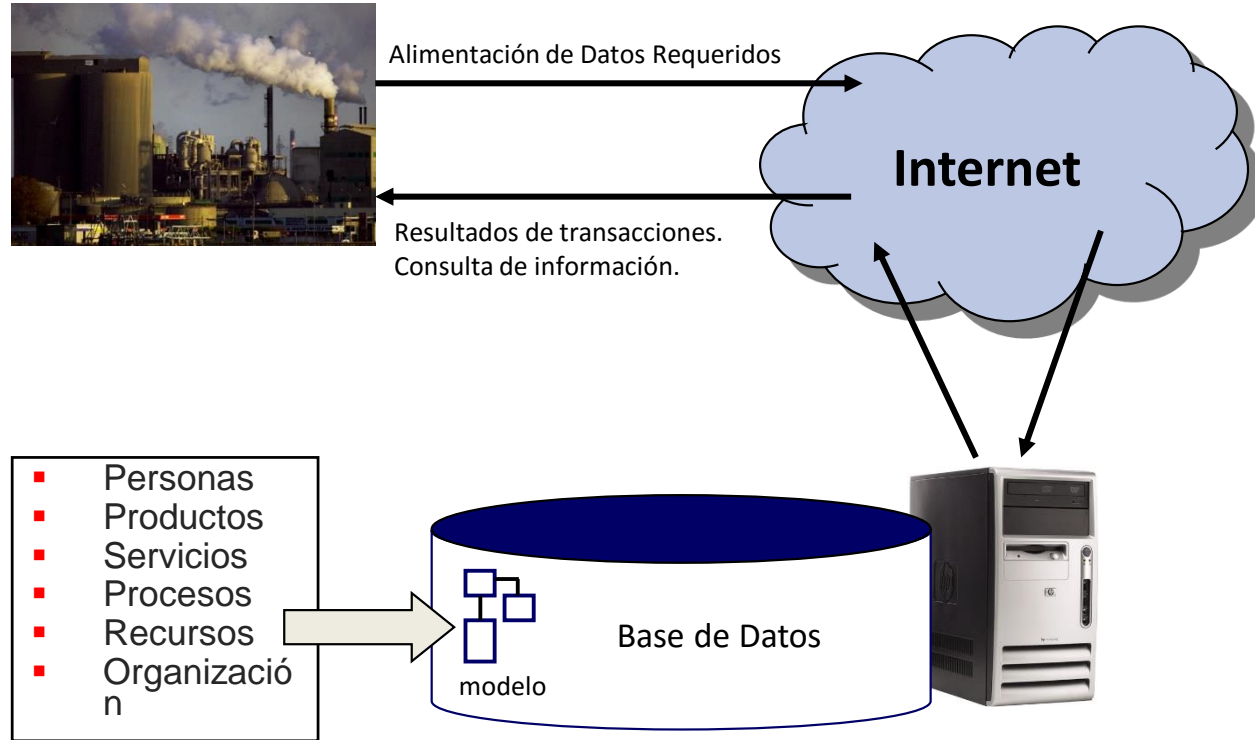 Alimentación de Datos Requeridos
Internet
Resultados de transacciones.
Consulta de información.
Personas
Productos
Servicios
Procesos
Recursos
Organizació
n
modelo
Base de Datos